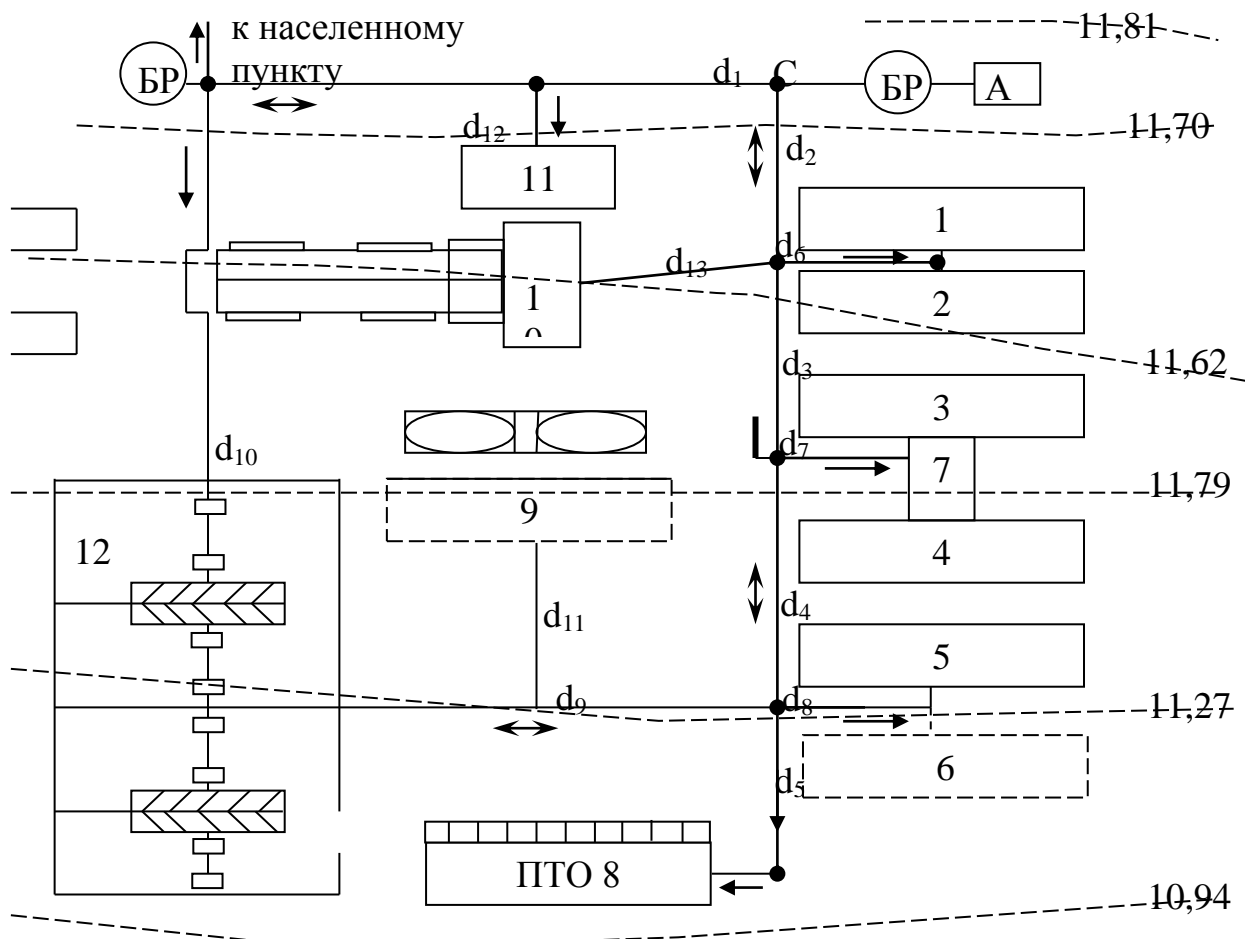 к населенному
пункту
11,81
БР
d₁
С
БР
А
d₁₂
11,70
d₂
11
1
d₆
d₁₃
1
2
11,62
d₃
3
d₁₀
d₇
7
11,79
9
12
4
d₁₁
d₄
5
d₉
d₈
11,27
6
d₅
ПТО 8
10,94